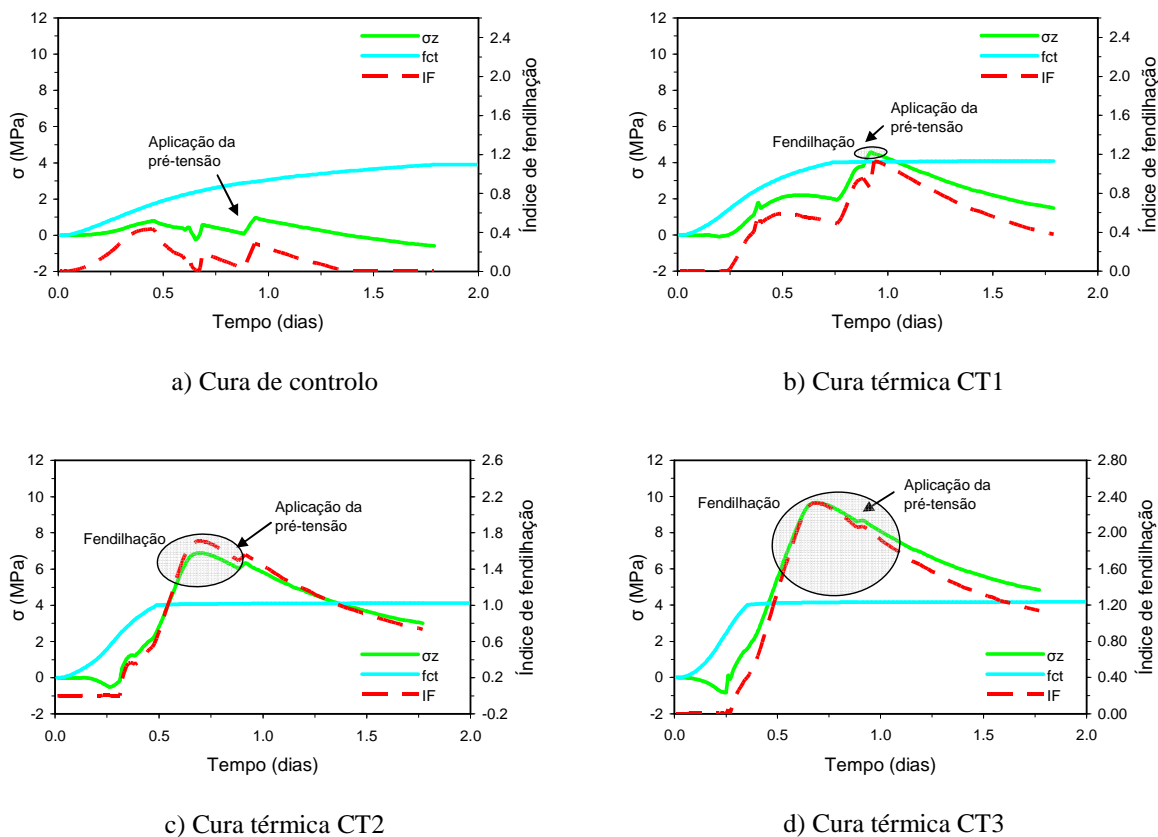 12
10
8
6
4
2
0
-2
σ (MPa)
2.4
2.0
1.6
1.2
0.8
0.4
0.0
Índice de fendilhação
σz
fct
IF
Aplicação da
pré-tensão
0.0 0.5 1.0 1.5 2.0
Tempo (dias)
a) Cura de controlo
12
10
8
6
4
2
0
-2
σ (MPa)
2.4
2.0
1.6
1.2
0.8
0.4
0.0
Índice de fendilhação
σz
fct
IF
Aplicação da
pré-tensão
Fendilhação
0.0 0.5 1.0 1.5 2.0
Tempo (dias)
b) Cura térmica CT1
12
10
8
6
4
2
0
-2
σ (MPa)
2.6
2.2
1.8
1.4
1.0
0.6
0.2
-0.2
Índice de fendilhação
Aplicação da
pré-tensão
Fendilhação
σz
fct
IF
0.0 0.5 1.0 1.5 2.0
Tempo (dias)
c) Cura térmica CT2
12
10
8
6
4
2
0
-2
σ (MPa)
2.80
2.40
2.00
1.60
1.20
0.80
0.40
0.00
Índice de fendilhação
Fendilhação
Aplicação da
pré-tensão
σz
fct
IF
0.0 0.5 1.0 1.5 2.0
Tempo (dias)
d) Cura térmica CT3